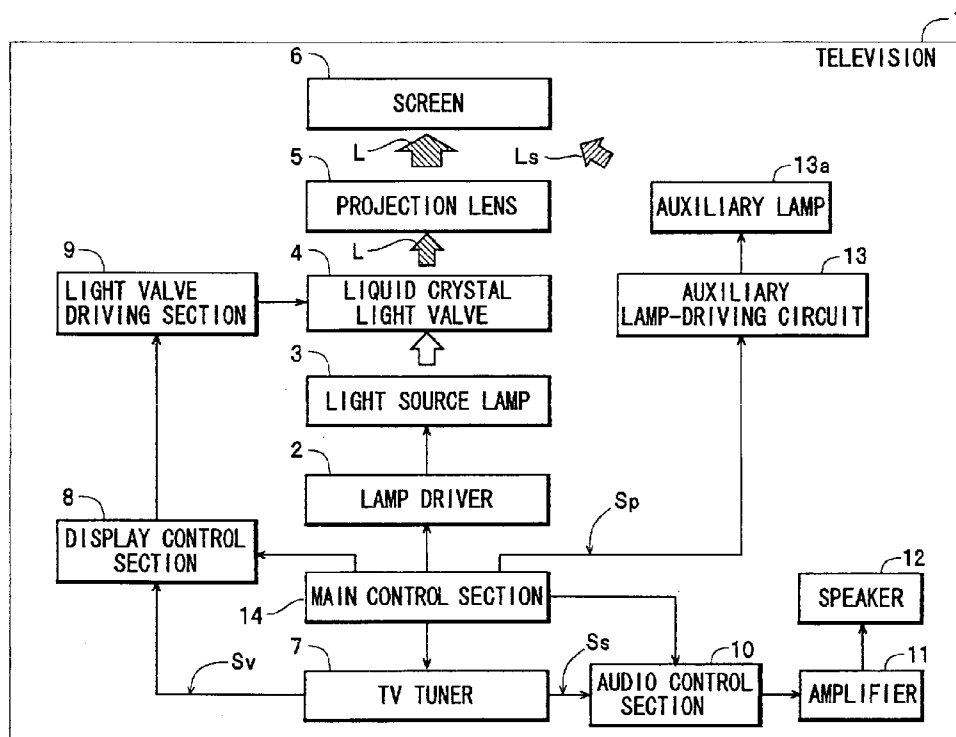 TELEVISION
6
SCREEN
L
Ls
5
PROJECTION LENS
13a
AUXILIARY LAMP
L
9
LIGHT VALVE
DRIVING SECTION
4
LIQUID CRYSTAL
LIGHT VALVE
13
AUXILIARY
LAMP-DRIVING CIRCUIT
3
LIGHT SOURCE LAMP
2
LAMP DRIVER
Sp
8
DISPLAY CONTROL
SECTION
14
MAIN CONTROL SECTION
12
SPEAKER
Sv
7
TV TUNER
Ss
10
AUDIO CONTROL
SECTION
11
AMPLIFIER